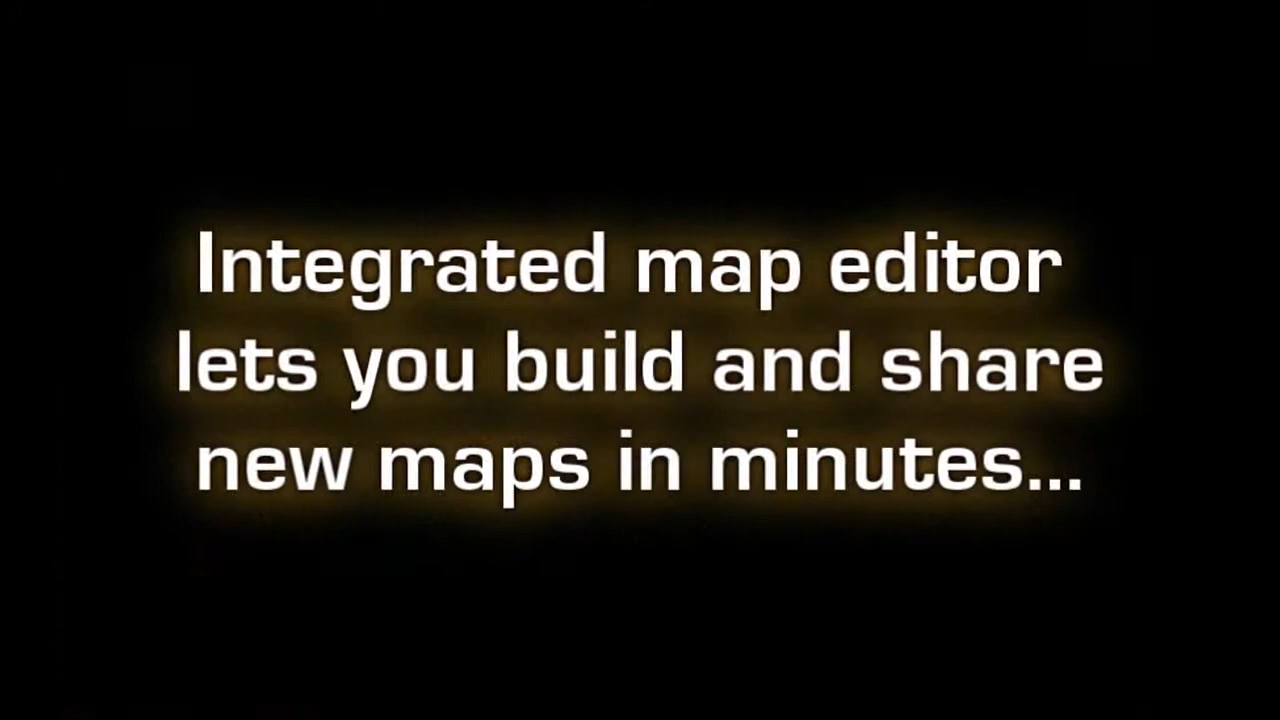 Integrated map editor
lets you build and share
new maps in minutes...